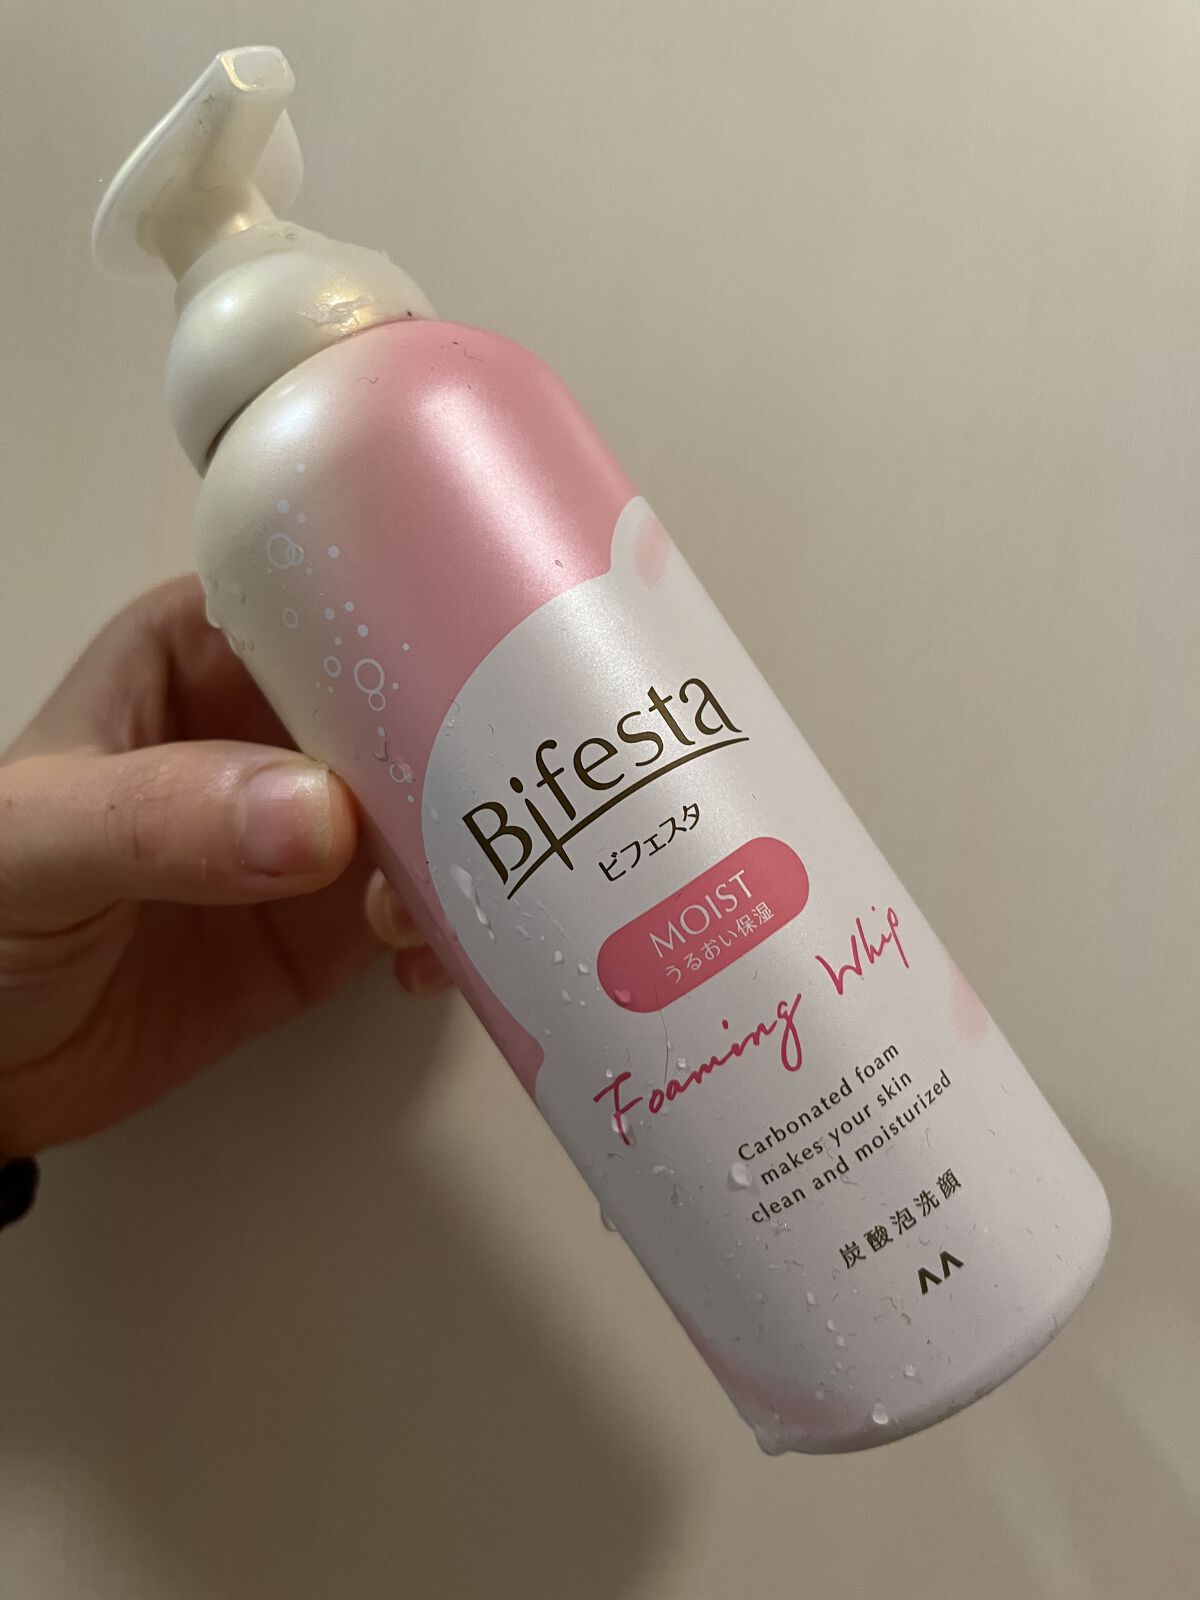 Bifesta
ビフェスタ
MOIST
うるおい保湿
Foaming Whip
Carbonated foam
makes your skin
clean and moisturized
炭酸泡洗顔